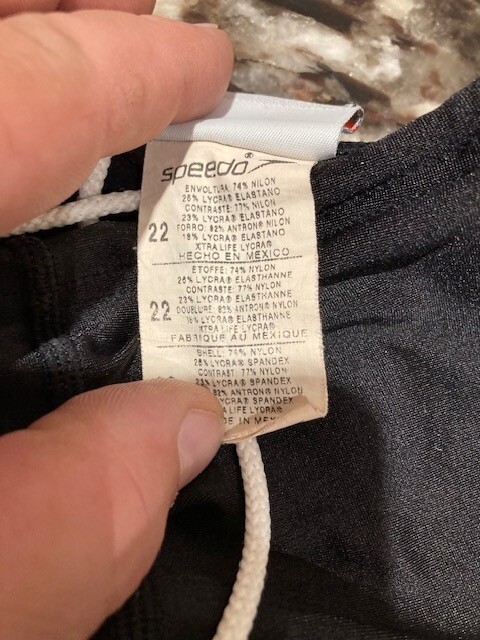 speedo®
ENVOLTURA: 74% NILON
26% LYCRA® ELASTANO
CONTRASTE: 77% NILON
23% LYCRA® ELASTANO
22 FORRO: 82% ANTRON® NILON
18% LYCRA® ELASTANO
XTRA LIFE LYCRA®
HECHO EN MEXICO
ETOFFE: 74% NYLON
26% LYCRA® ELASTHANNE
CONTRASTE: 77% NYLON
23% LYCRA® ELASTHANNE
22 DOUBLURE: 82% ANTRON® NYLON
18% LYCRA® ELASTHANNE
XTRA LIFE LYCRA®
FABRIQUE AU MEXIQUE
SHELL: 74% NYLON
26% LYCRA® SPANDEX
CONTRAST: 77% NYLON
23% LYCRA® SPANDEX
82% ANTRON® NYLON
LYCRA® SPANDEX
LIFE LYCRA®
IN